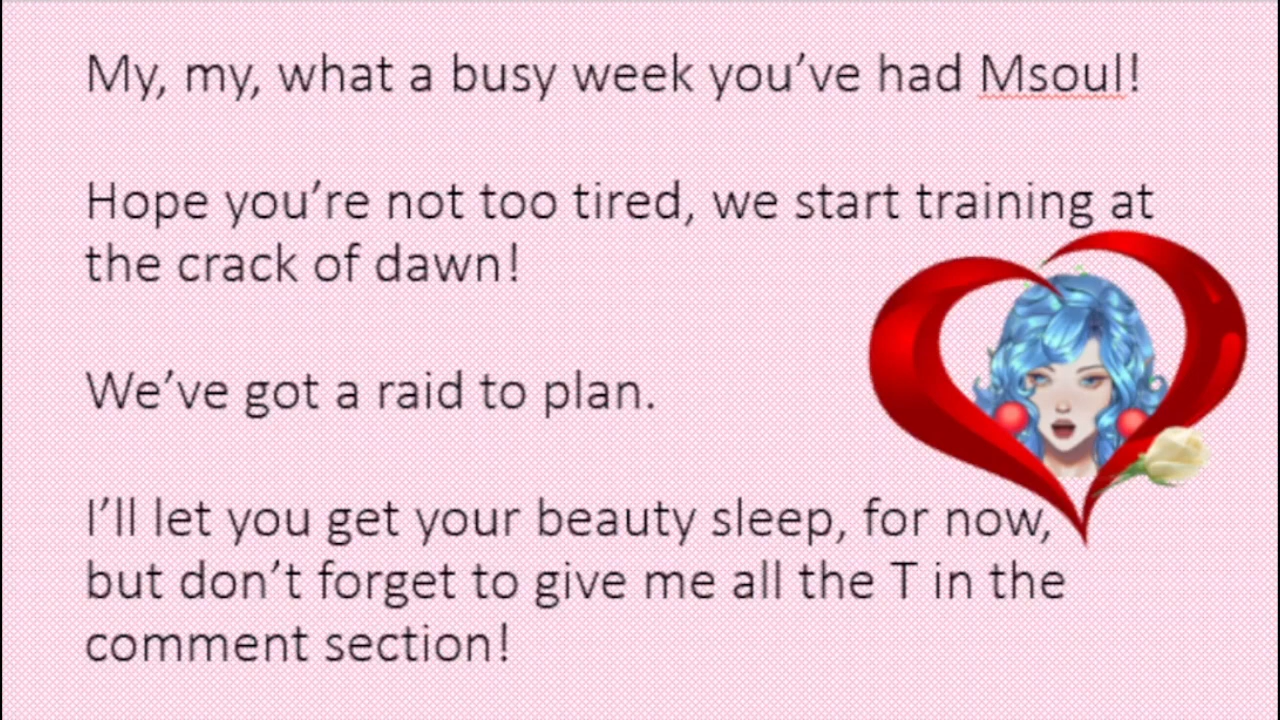 My, my, what a busy week you’ve had Msoul!
Hope you’re not too tired, we start training at
the crack of dawn!
We’ve got a raid to plan.
I’ll let you get your beauty sleep, for now,
but don’t forget to give me all the T in the
comment section!